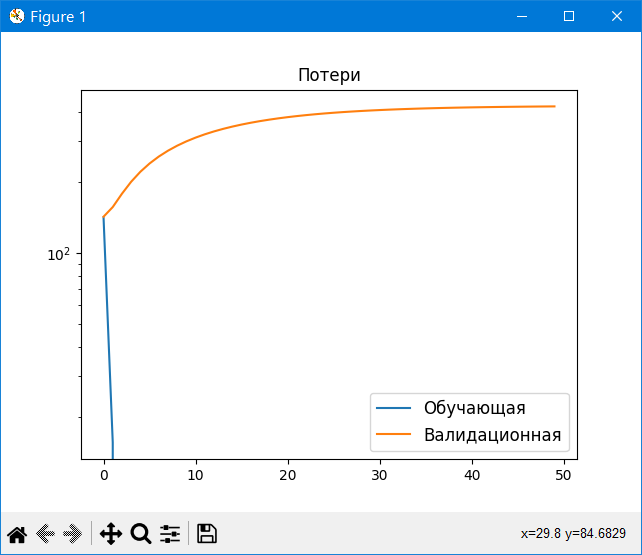 Figure 1
Потери
10²
0 10 20 30 40 50
Обучающая
Валидационная
x=29.8 y=84.6829